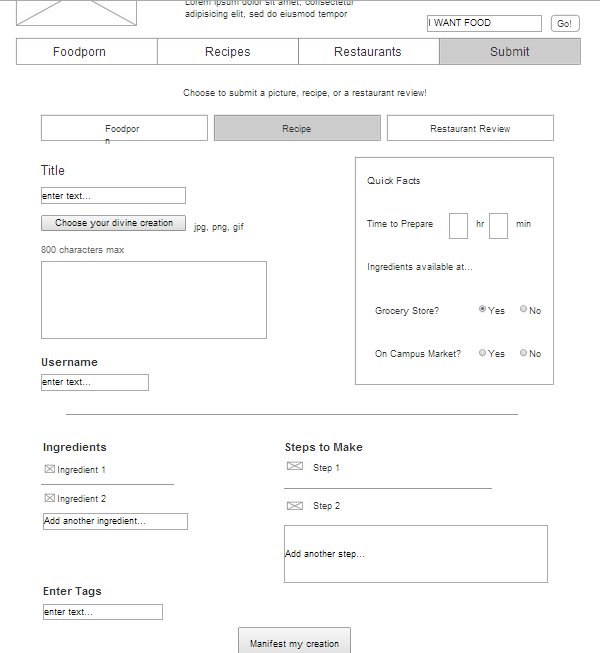 Lorem ipsum dolor sit amet, consectetur
adipisicing elit, sed do eiusmod tempor
I WANT FOOD
Go!
Foodporn
Recipes
Restaurants
Submit
Choose to submit a picture, recipe, or a restaurant review!
Foodpor
n
Recipe
Restaurant Review
Title
enter text...
Choose your divine creation
jpg, png, gif
800 characters max
Username
enter text...
Quick Facts
Time to Prepare hr min
Ingredients available at...
Grocery Store? Yes No
On Campus Market? Yes No
Ingredients
Ingredient 1
Ingredient 2
Add another ingredient...
Steps to Make
Step 1
Step 2
Add another step...
Enter Tags
enter text...
Manifest my creation